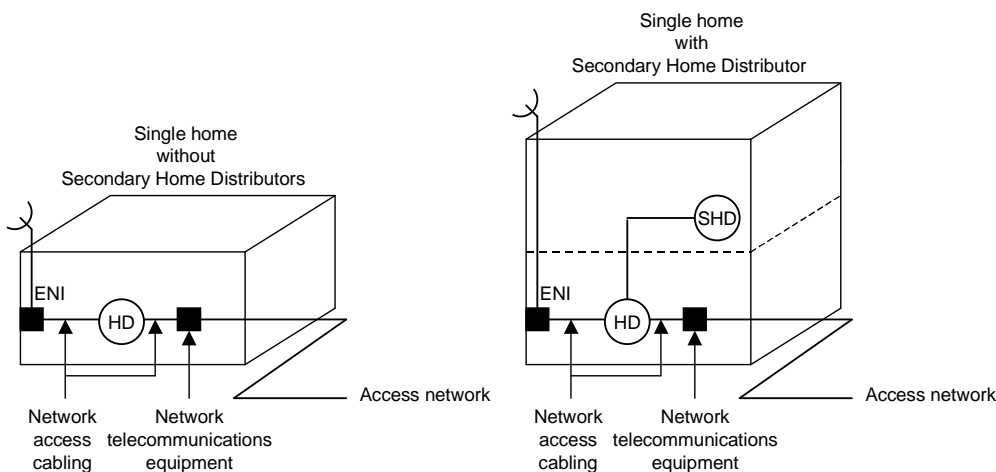 Single home
without
Secondary Home Distributors
ENI
HD
Network
access
cabling
Network
telecommunications
equipment
Access network
Single home
with
Secondary Home Distributor
SHD
ENI
HD
Network
access
cabling
Network
telecommunications
equipment
Access network